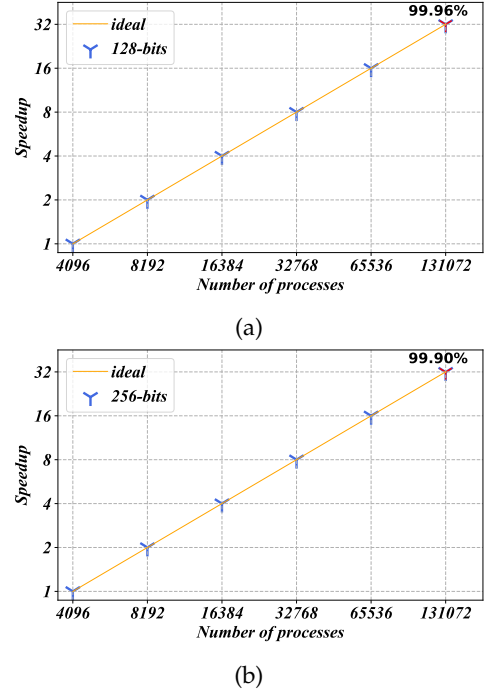 99.96%
ideal
128-bits
Speedup
32
16
8
4
2
1
4096 8192 16384 32768 65536 131072
Number of processes
(a)
99.90%
ideal
256-bits
Speedup
32
16
8
4
2
1
4096 8192 16384 32768 65536 131072
Number of processes
(b)